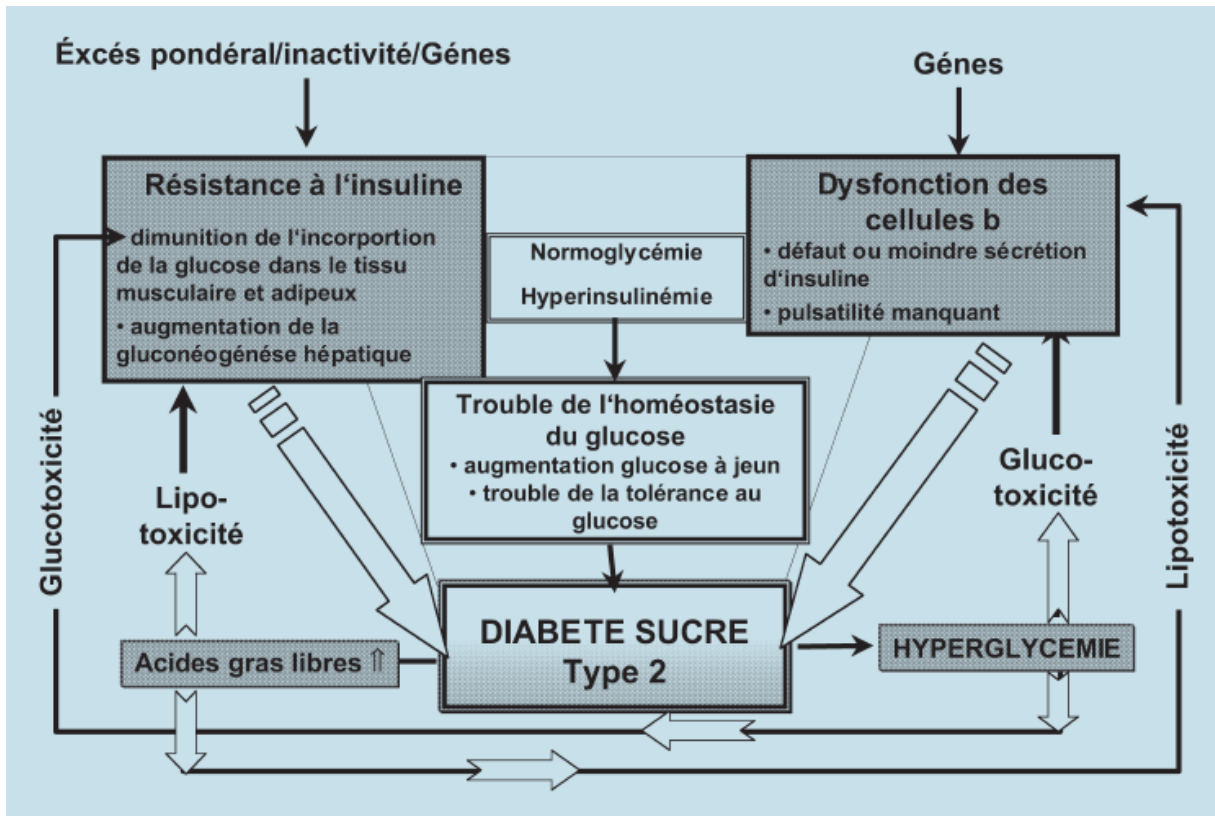 Éxcés pondéral/inactivité/Génes
Génes
Résistance à l'insuline
• dimunition de l'incorportion
de la glucose dans le tissu
musculaire et adipeux
• augmentation de la
gluconéogénése hépatique
Normoglycémie
Hyperinsulinémie
Dysfonction des
cellules b
• défaut ou moindre sécrétion
d'insuline
• pulsatilité manquant
Trouble de l'homéostasie
du glucose
• augmentation glucose à jeun
• trouble de la tolérance au
glucose
Glucotoxicité
Lipo-
toxicité
Gluco-
toxicité
Lipotoxicité
Acides gras libres ⇑
DIABETE SUCRE
Type 2
HYPERGLYCEMIE